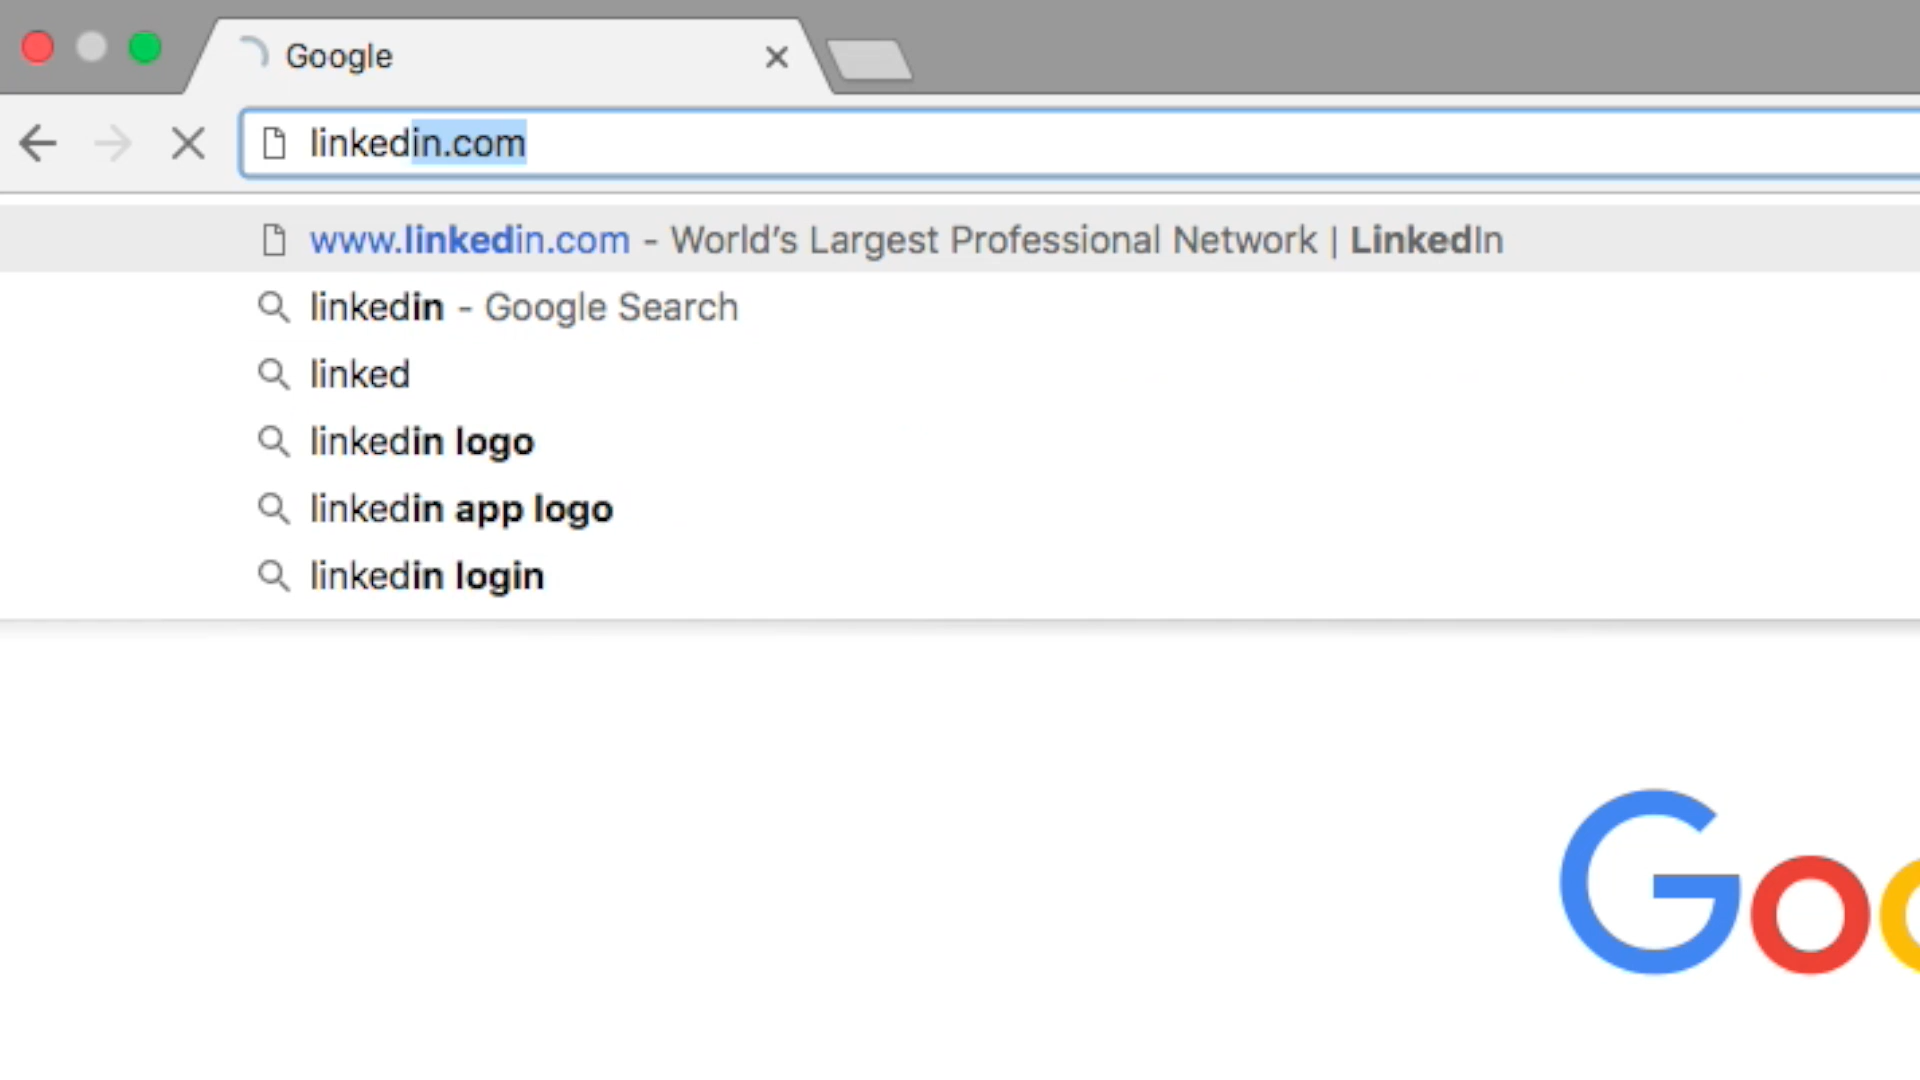 Google
linkedin.com
www.linkedin.com - World's Largest Professional Network | LinkedIn
linkedin - Google Search
linked
linkedin logo
linkedin app logo
linkedin login
Goo